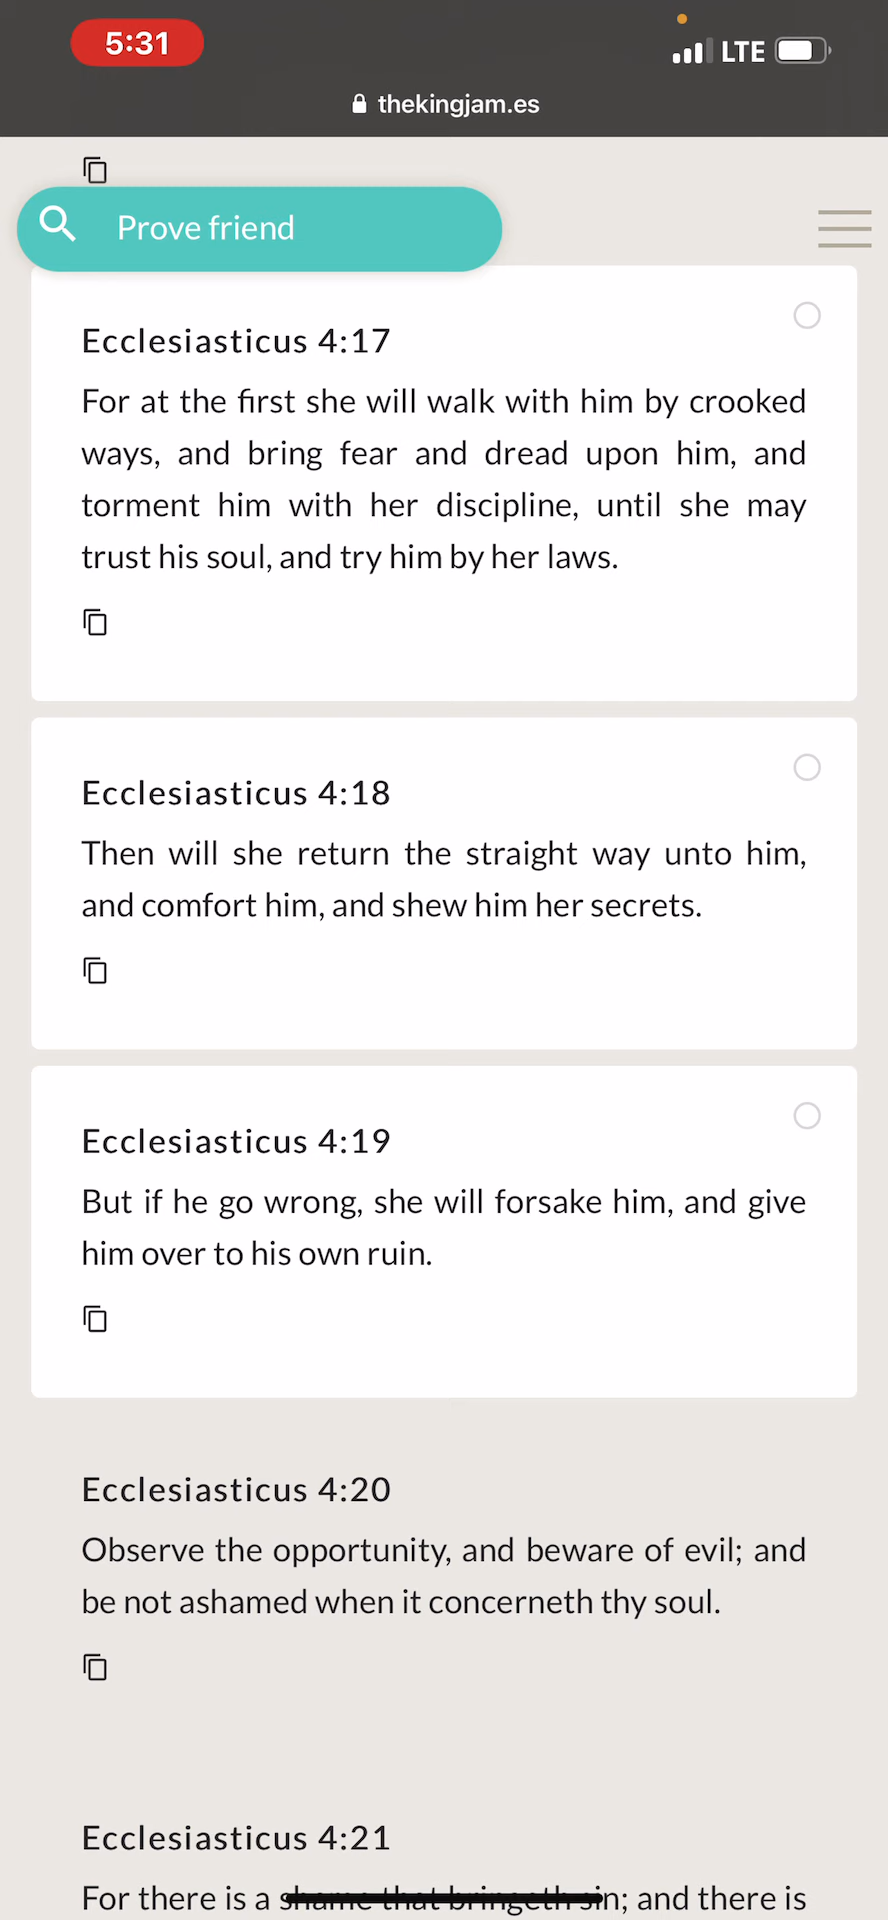 5:31
LTE
thekingjam.es
Prove friend
Ecclesiasticus 4:17
For at the first she will walk with him by crooked
ways, and bring fear and dread upon him, and
torment him with her discipline, until she may
trust his soul, and try him by her laws.
Ecclesiasticus 4:18
Then will she return the straight way unto him,
and comfort him, and shew him her secrets.
Ecclesiasticus 4:19
But if he go wrong, she will forsake him, and give
him over to his own ruin.
Ecclesiasticus 4:20
Observe the opportunity, and beware of evil; and
be not ashamed when it concerneth thy soul.
Ecclesiasticus 4:21
For there is a shame that bringeth sin; and there is